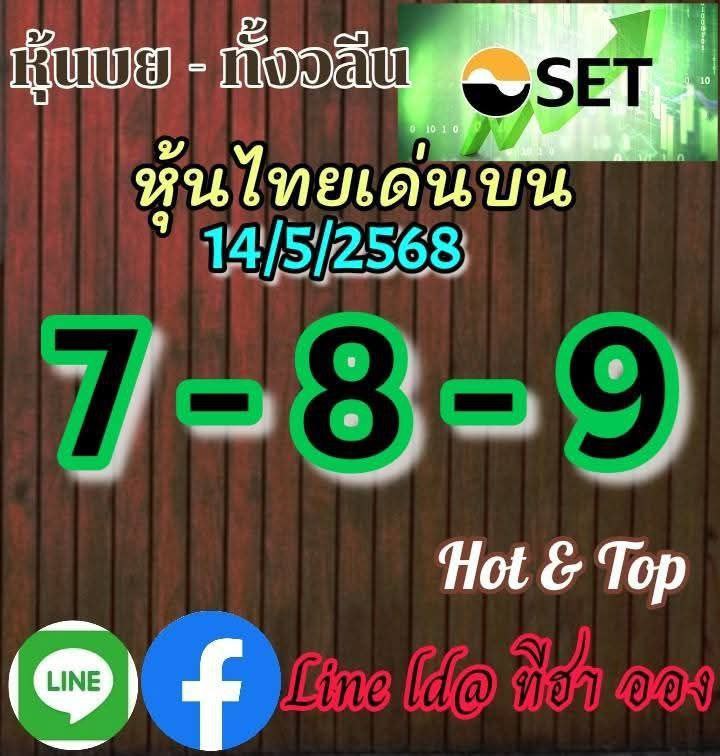 หุ้นบย - ทั้งวลีน
SET
หุ้นไทยเด่นบน
14/5/2568
7-8-9
Hot & Top
LINE
Line ld@ ทีฮา ออง